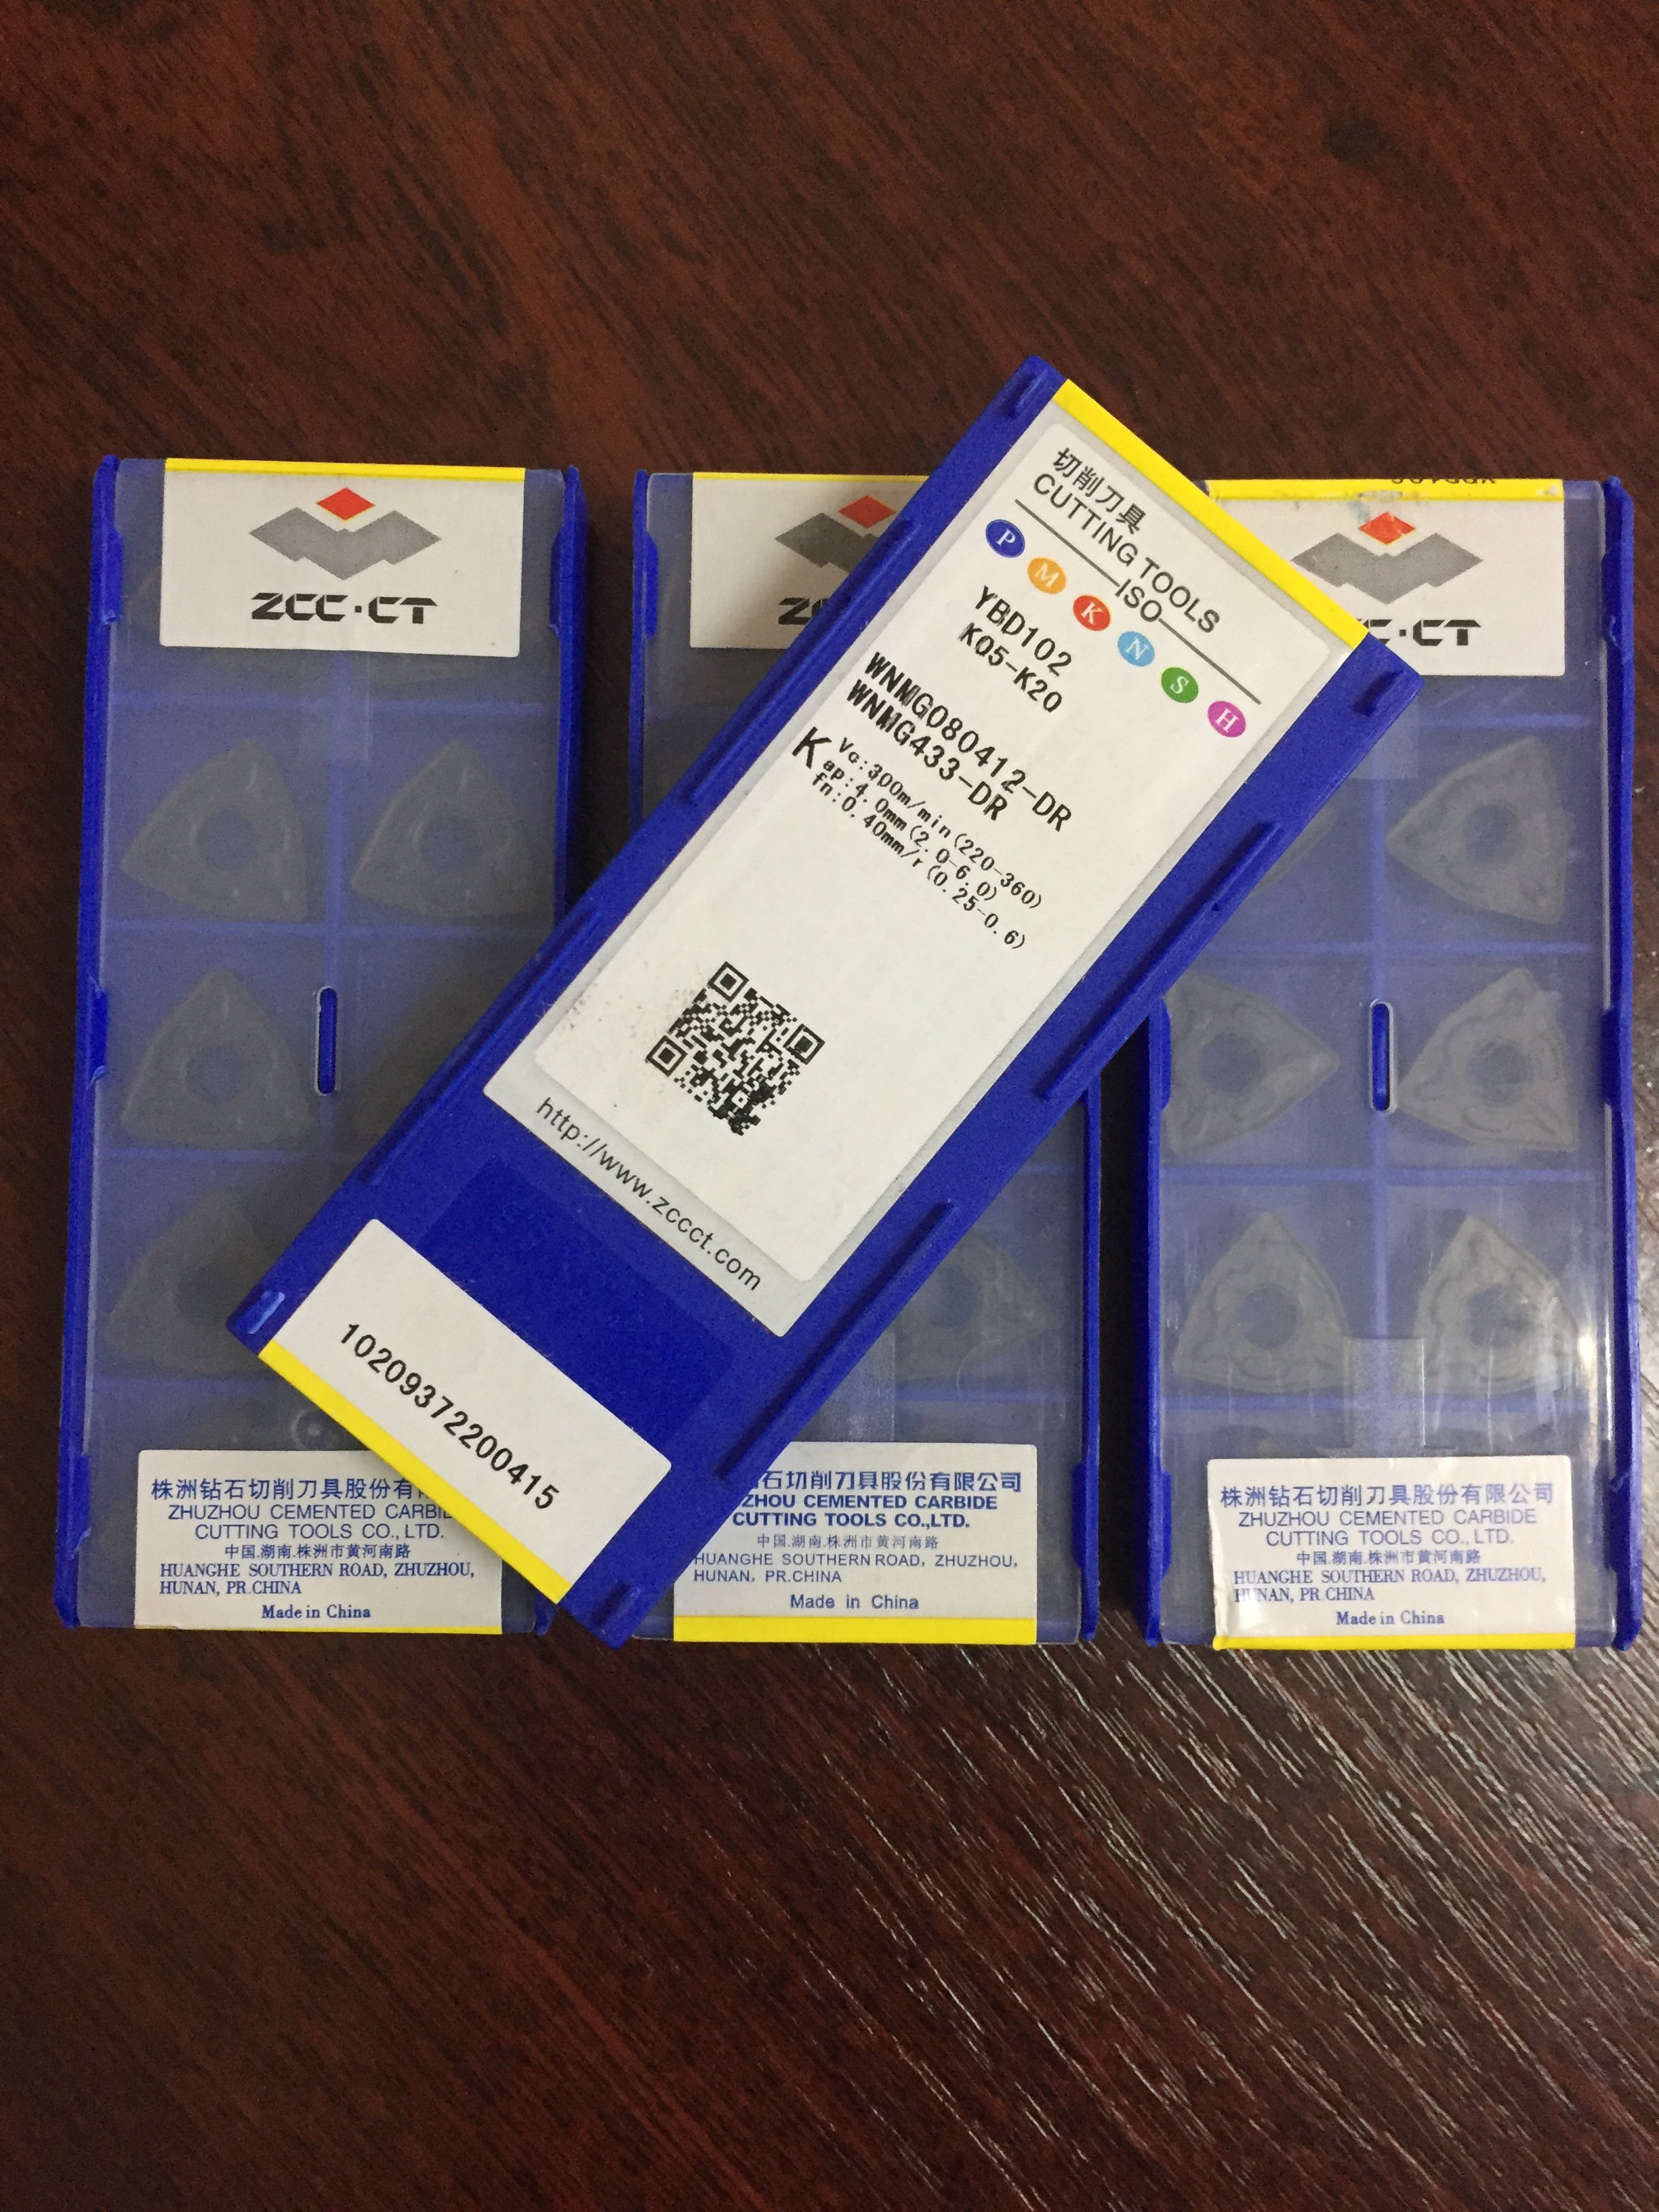 ZCC·CT
·CT
切削刀具
CUTTING TOOLS
ISO
P M K N S H
YBD102
K05-K20
WNMG080412-DR
WNMG433-DR
K
Vc:300m/min(220-360)
ap:4.0mm(2.0-6.0)
fn:0.40mm/r(0.25-0.6)
http://www.zccct.com
1020937220​0415
株洲钻石切削刀具股份有
ZHUZHOU CEMENTED CARBID
CUTTING TOOLS CO.,LTD.
中国.湖南.株洲市黄河南路
HUANGHE SOUTHERN ROAD, ZHUZHOU,
HUNAN, PR.CHINA
Made in China
石切削刀具股份有限公司
ZHOU CEMENTED CARBIDE
CUTTING TOOLS CO.,LTD.
中国.湖南.株洲市黄河南路
HUANGHE SOUTHERN ROAD, ZHUZHOU,
HUNAN, PR.CHINA
Made in China
株洲钻石切削刀具股份有限公司
ZHUZHOU CEMENTED CARBIDE
CUTTING TOOLS CO.,LTD.
中国.湖南.株洲市黄河南路
HUANGHE SOUTHERN ROAD, ZHUZHOU,
HUNAN, PR.CHINA
Made in China